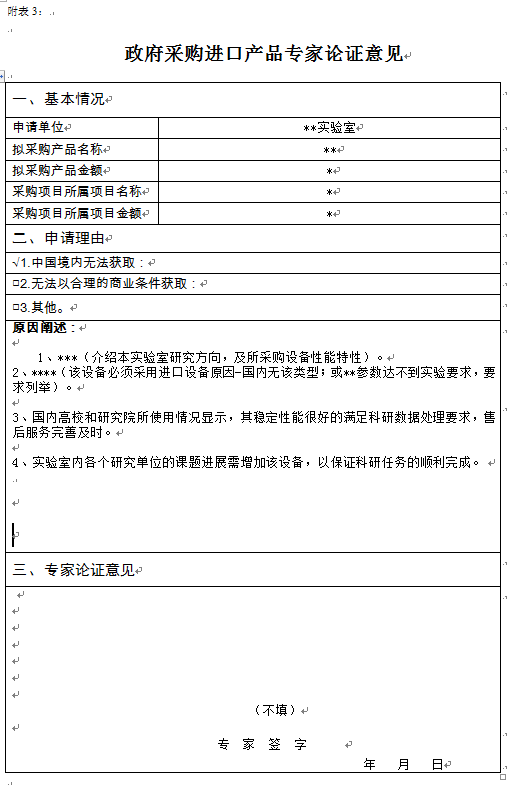 附表 3：
政府采购进口产品专家论证意见
一、基本情况
申请单位
**实验室
拟采购产品名称
**
拟采购产品金额
*
采购项目所属项目名称
*
采购项目所属项目金额
*
二、申请理由
√1.中国境内无法获取：
□2.无法以合理的商业条件获取：
□3.其他。
原因阐述：
1、***（介绍本实验室研究方向，及所采购设备性能特性）。
2、****（该设备必须采用进口设备原因-国内无该类型；或**参数达不到实验要求，要
求列举）。
3、国内高校和研究院所使用情况显示，其稳定性能很好的满足科研数据处理要求，售
后服务完善及时。
4、实验室内各个研究单位的课题进展需增加该设备，以保证科研任务的顺利完成。
三、专家论证意见
（不填）
专 家 签 字
年 月 日